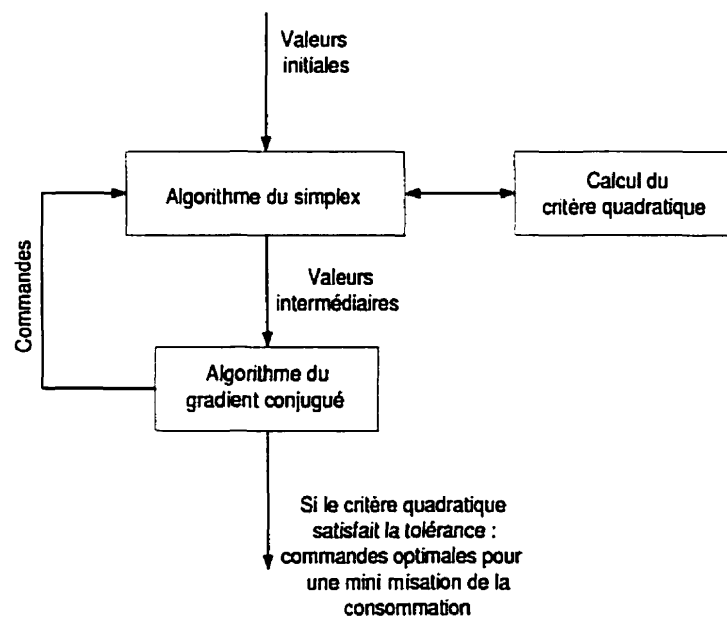 Valeurs
initiales
Algorithme du simplex
Calcul du
critère quadratique
Commandes
Valeurs
intermédiaires
Algorithme du
gradient conjugué
Si le critère quadratique
satisfait la tolérance :
commandes optimales pour
une mini misation de la
consommation